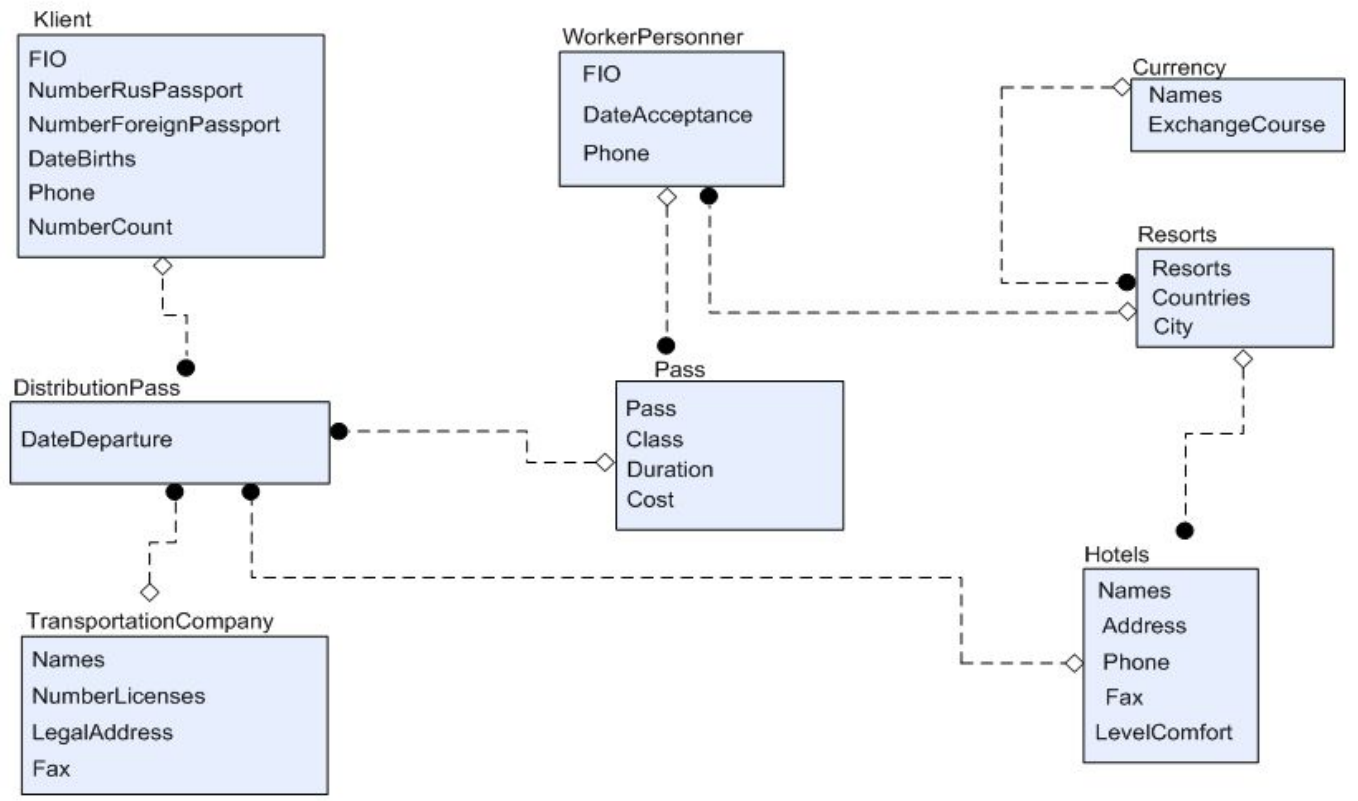 Klient
FIO
NumberRusPassport
NumberForeignPassport
DateBirths
Phone
NumberCount
WorkerPersonner
FIO
DateAcceptance
Phone
Currency
Names
ExchangeCourse
Resorts
Resorts
Countries
City
DistributionPass
DateDeparture
Pass
Pass
Class
Duration
Cost
TransportationCompany
Names
NumberLicenses
LegalAddress
Fax
Hotels
Names
Address
Phone
Fax
LevelComfort